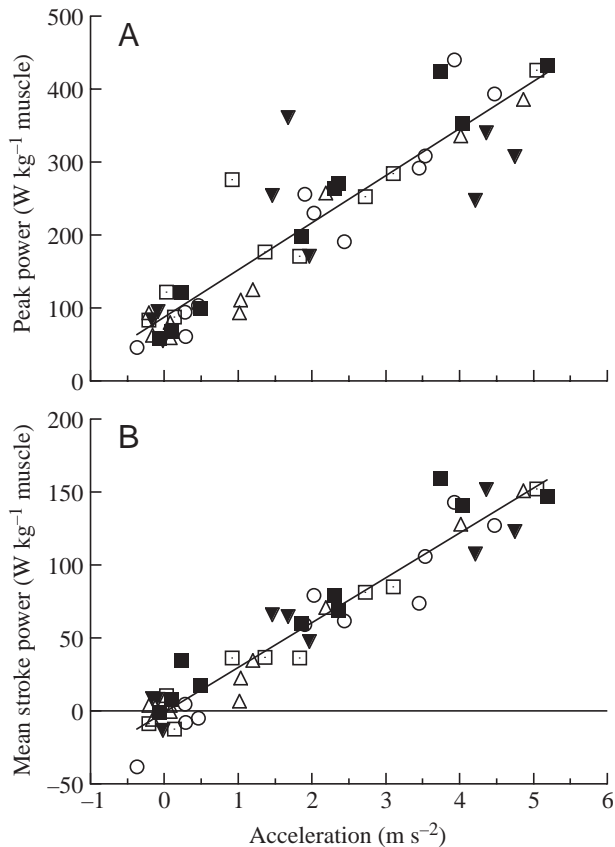 A
Peak power (W kg⁻¹ muscle)
500
400
300
200
100
0
B
Mean stroke power (W kg⁻¹ muscle)
200
150
100
50
0
–50
–1 0 1 2 3 4 5 6
Acceleration (m s⁻²)